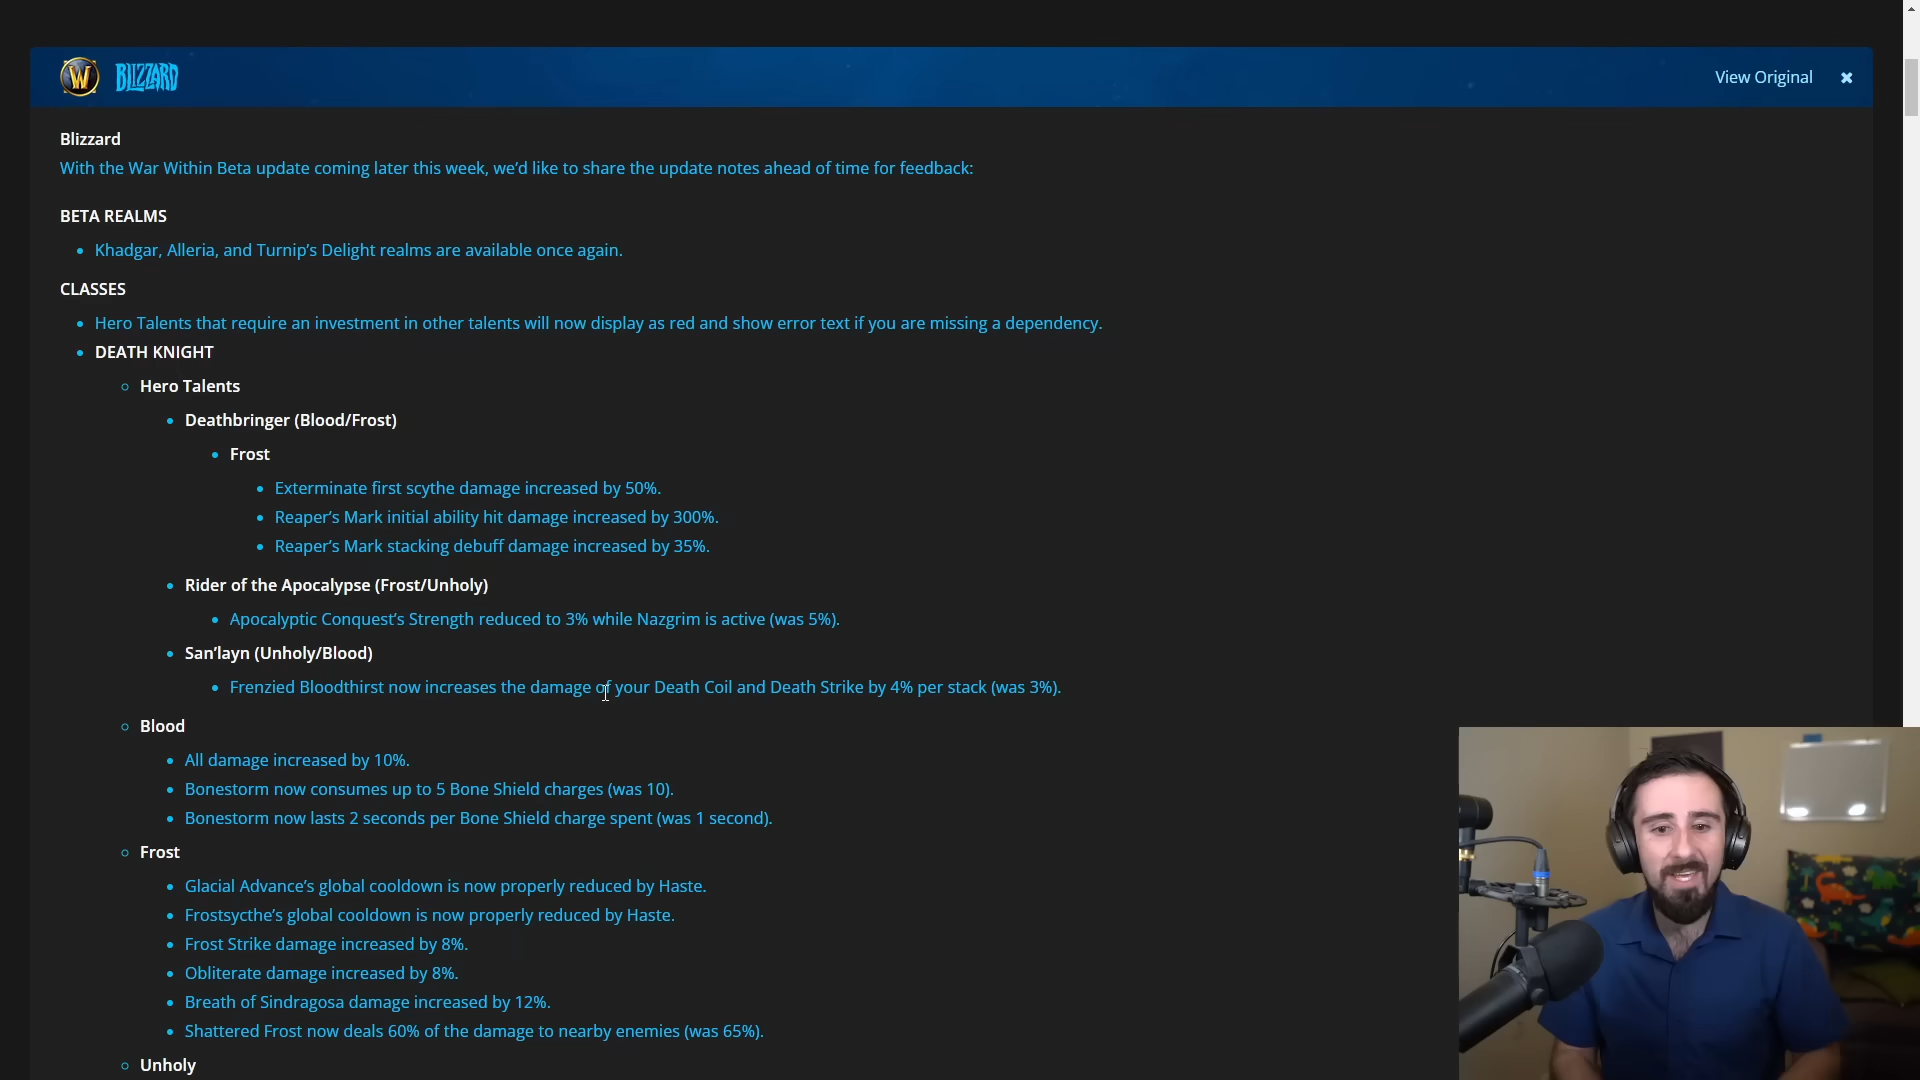 W BLIZZARD View Original ✖
Blizzard
With the War Within Beta update coming later this week, we’d like to share the update notes ahead of time for feedback:
BETA REALMS
Khadgar, Alleria, and Turnip’s Delight realms are available once again.
CLASSES
Hero Talents that require an investment in other talents will now display as red and show error text if you are missing a dependency.
DEATH KNIGHT
Hero Talents
Deathbringer (Blood/Frost)
Frost
Exterminate first scythe damage increased by 50%.
Reaper’s Mark initial ability hit damage increased by 300%.
Reaper’s Mark stacking debuff damage increased by 35%.
Rider of the Apocalypse (Frost/Unholy)
Apocalyptic Conquest’s Strength reduced to 3% while Nazgrim is active (was 5%).
San’layn (Unholy/Blood)
Frenzied Bloodthirst now increases the damage of your Death Coil and Death Strike by 4% per stack (was 3%).
Blood
All damage increased by 10%.
Bonestorm now consumes up to 5 Bone Shield charges (was 10).
Bonestorm now lasts 2 seconds per Bone Shield charge spent (was 1 second).
Frost
Glacial Advance’s global cooldown is now properly reduced by Haste.
Frostsycthe’s global cooldown is now properly reduced by Haste.
Frost Strike damage increased by 8%.
Obliterate damage increased by 8%.
Breath of Sindragosa damage increased by 12%.
Shattered Frost now deals 60% of the damage to nearby enemies (was 65%).
Unholy